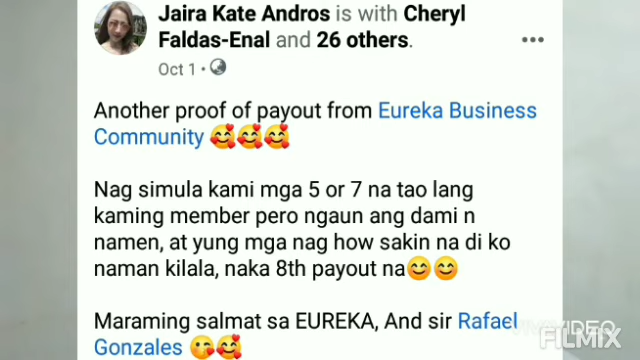 Jaira Kate Andros is with Cheryl
Faldas-Enal and 26 others.
Oct 1
Another proof of payout from Eureka Business
Community 🥰🥰🥰
Nag simula kami mga 5 or 7 na tao lang
kaming member pero ngaun ang dami n
namen, at yung mga nag how sakin na di ko
naman kilala, naka 8th payout na😊😊
Maraming salmat sa EUREKA, And sir Rafael
Gonzales 😘🥰
VIVAVIDEO
FILMIX